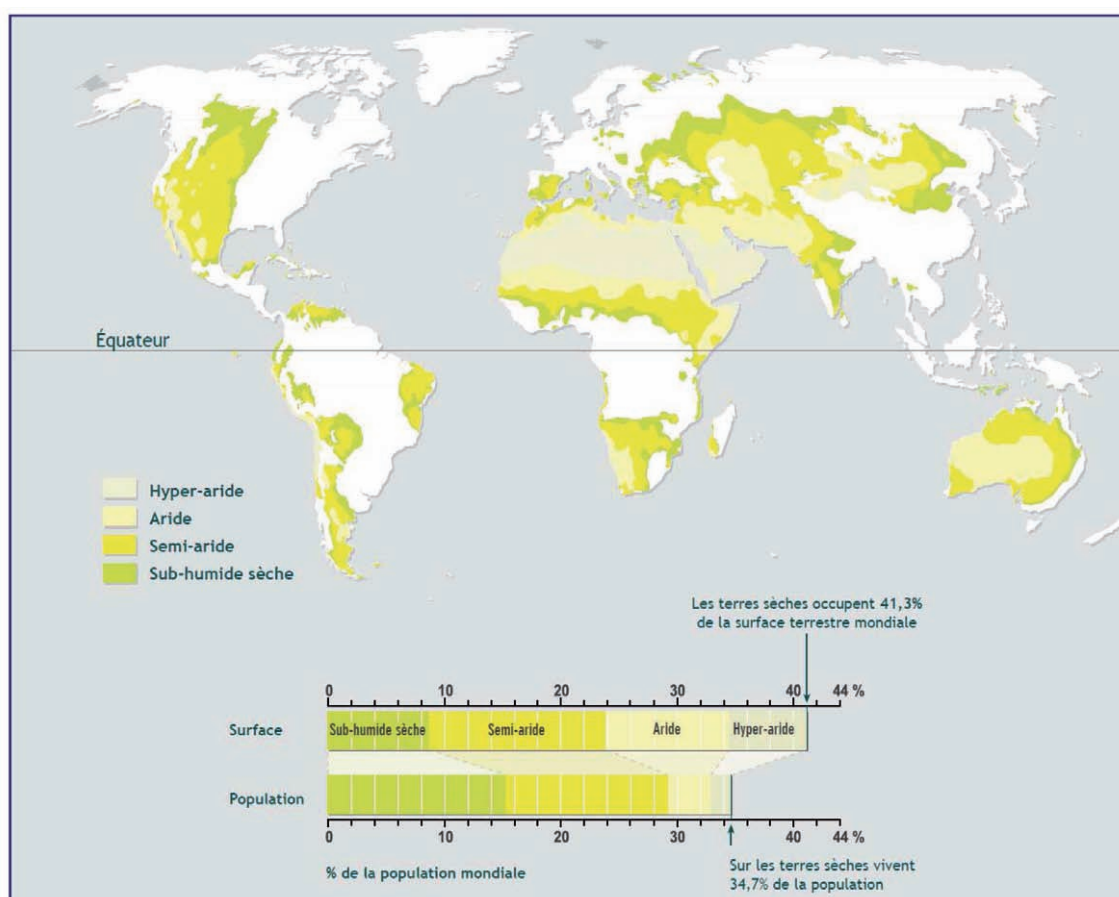 Équateur
Hyper-aride
Aride
Semi-aride
Sub-humide sèche
Les terres sèches occupent 41,3%
de la surface terrestre mondiale
0 10 20 30 40 44 %
Surface
Sub-humide sèche Semi-aride Aride Hyper-aride
Population
0 10 20 30 40 44 %
% de la population mondiale
Sur les terres sèches vivent
34,7% de la population